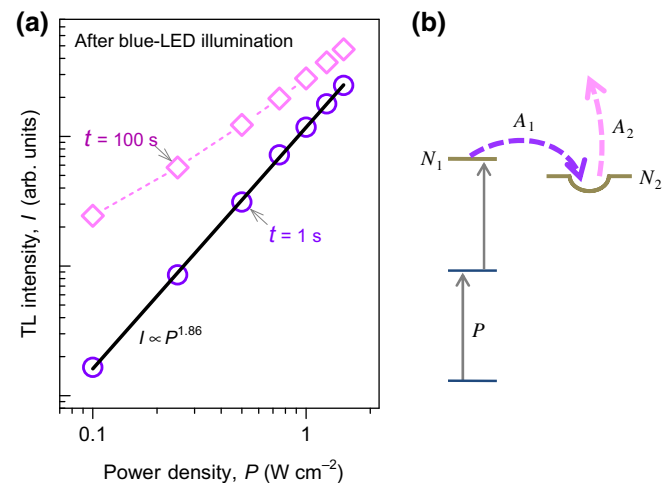 (a)
After blue-LED illumination
TL intensity, I (arb. units)
t = 100 s
t = 1 s
I ∝ P^1.86
0.1
1
Power density, P (W cm⁻²)
(b)
A₁
A₂
N₁
N₂
P